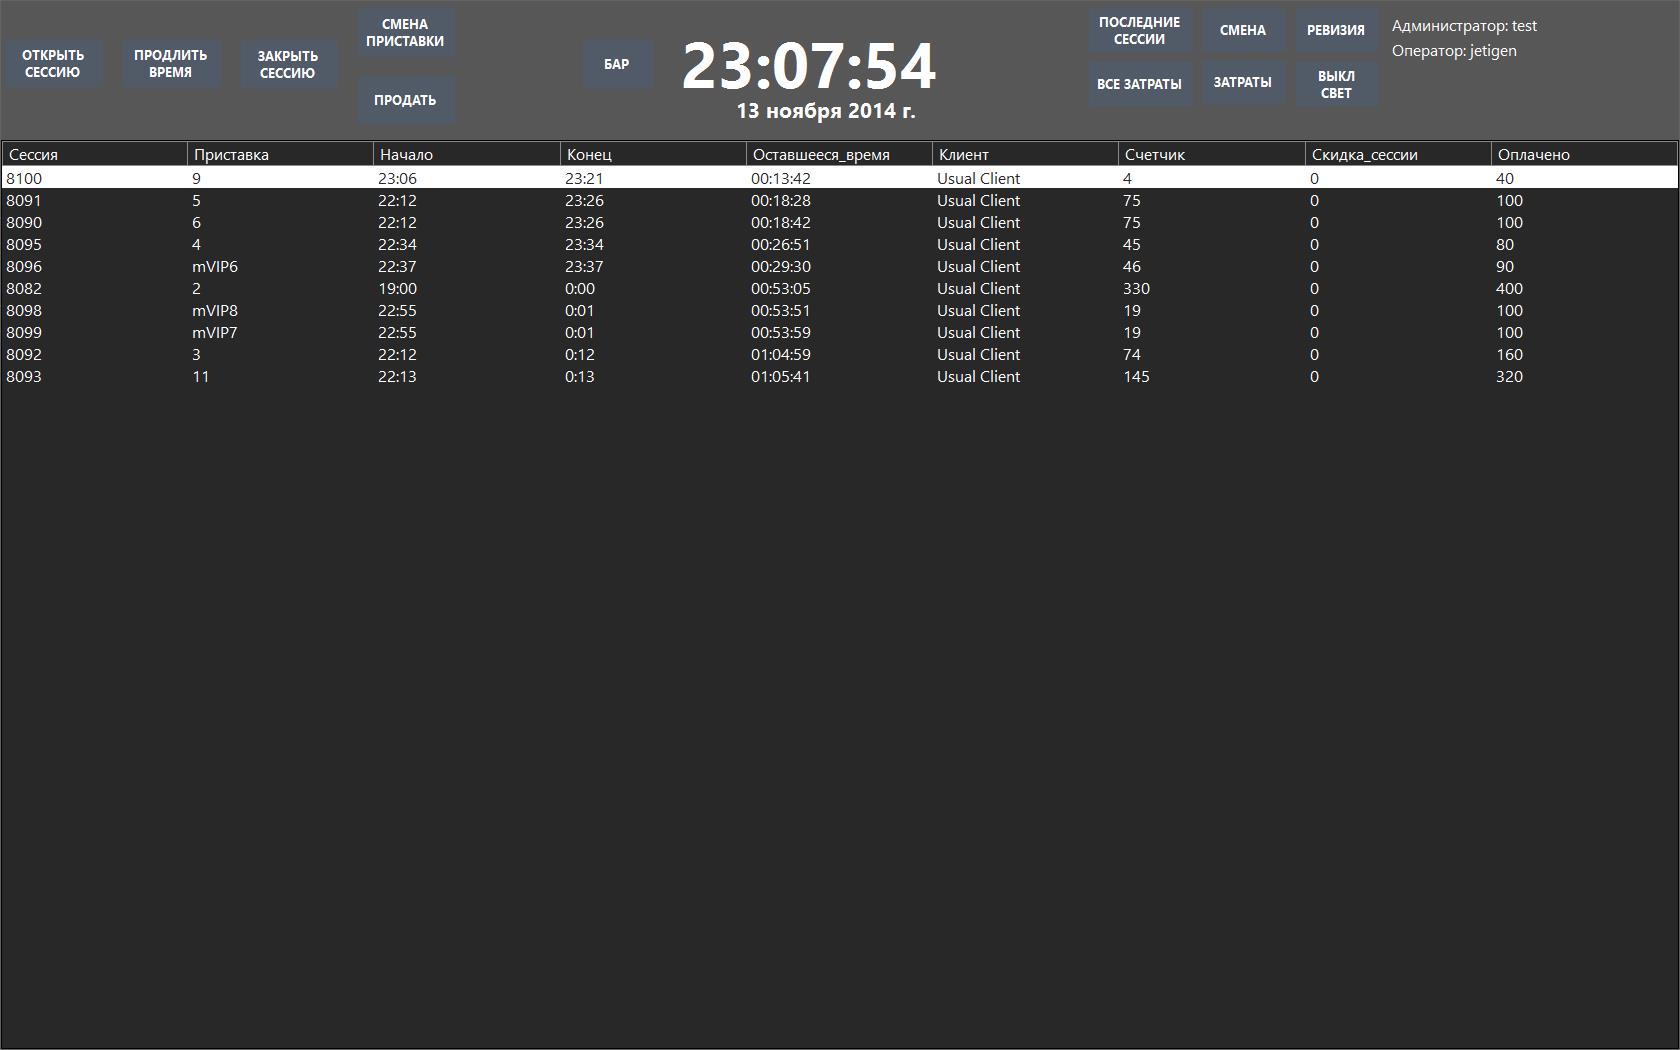 ОТКРЫТЬ
СЕССИЮ
ПРОДЛИТЬ
ВРЕМЯ
ЗАКРЫТЬ
СЕССИЮ
СМЕНА
ПРИСТАВКИ
ПРОДАТЬ
БАР
23:07:54
13 ноября 2014 г.
ПОСЛЕДНИЕ
СЕССИИ
СМЕНА
РЕВИЗИЯ
ВСЕ ЗАТРАТЫ
ЗАТРАТЫ
ВЫКЛ
СВЕТ
Администратор: test
Оператор: jetigen
Сессия Приставка Начало Конец Оставшееся_время Клиент Счетчик Скидка_сессии Оплачено
8100 9 23:06 23:21 00:13:42 Usual Client 4 0 40
8091 5 22:12 23:26 00:18:28 Usual Client 75 0 100
8090 6 22:12 23:26 00:18:42 Usual Client 75 0 100
8095 4 22:34 23:34 00:26:51 Usual Client 45 0 80
8096 mVIP6 22:37 23:37 00:29:30 Usual Client 46 0 90
8082 2 19:00 0:00 00:53:05 Usual Client 330 0 400
8098 mVIP8 22:55 0:01 00:53:51 Usual Client 19 0 100
8099 mVIP7 22:55 0:01 00:53:59 Usual Client 19 0 100
8092 3 22:12 0:12 01:04:59 Usual Client 74 0 160
8093 11 22:13 0:13 01:05:41 Usual Client 145 0 320